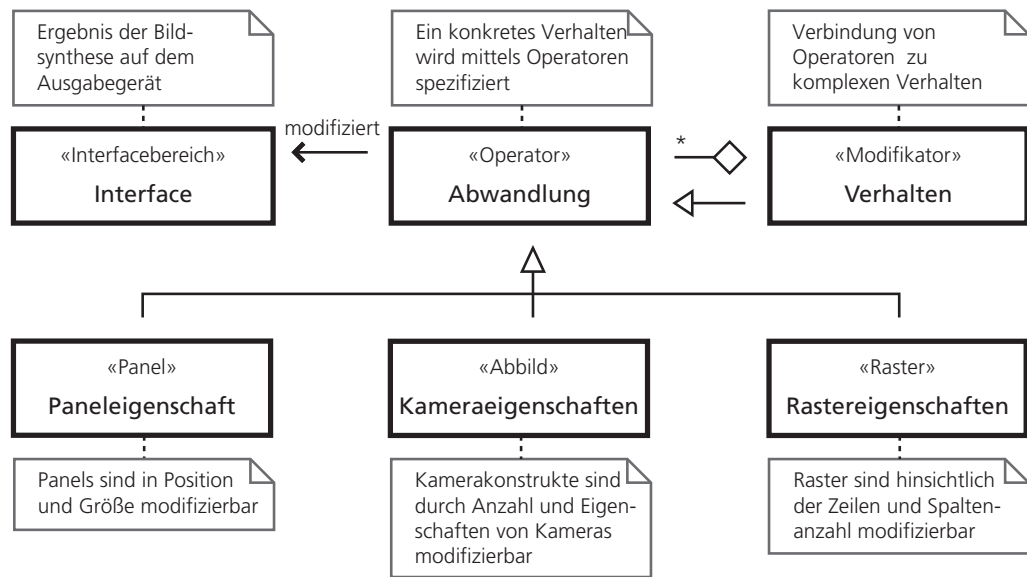 Ergebnis der Bild-
synthese auf dem
Ausgabegerät
Ein konkretes Verhalten
wird mittels Operatoren
spezifiziert
Verbindung von
Operatoren zu
komplexen Verhalten
«Interfacebereich»
Interface
modifiziert
«Operator»
Abwandlung
*
«Modifikator»
Verhalten
«Panel»
Paneleigenschaft
«Abbild»
Kameraeigenschaften
«Raster»
Rastereigenschaften
Panels sind in Position
und Größe modifizierbar
Kamerakonstrukte sind
durch Anzahl und Eigen-
schaften von Kameras
modifizierbar
Raster sind hinsichtlich
der Zeilen und Spalten-
anzahl modifizierbar